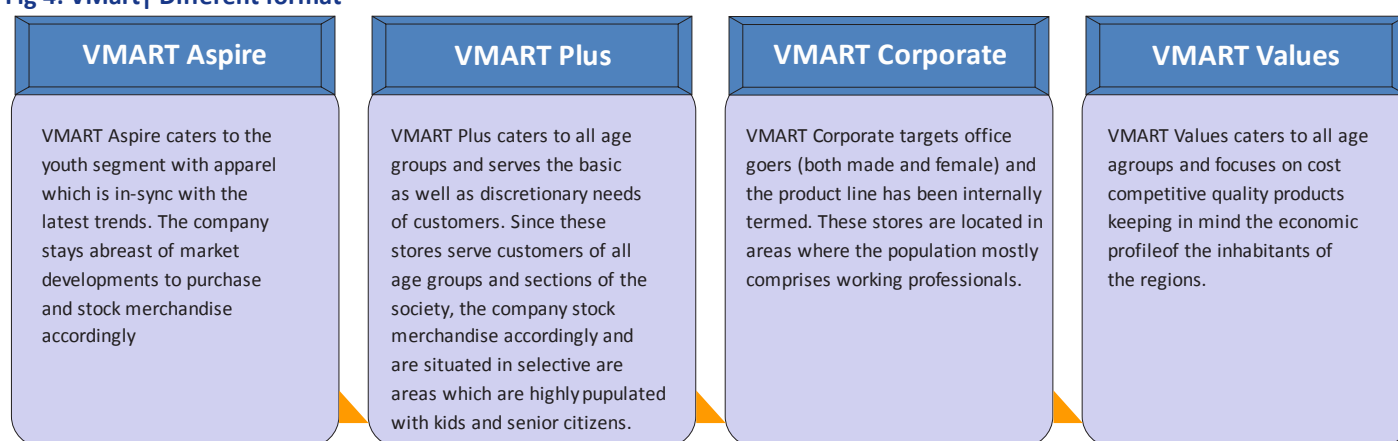 Fig 4: VMart| Different format
VMART Aspire
VMART Aspire caters to the
youth segment with apparel
which is in-sync with the
latest trends. The company
stays abreast of market
developments to purchase
and stock merchandise
accordingly
VMART Plus
VMART Plus caters to all age
groups and serves the basic
as well as discretionary needs
of customers. Since these
stores serve customers of all
age groups and sections of the
society, the company stock
merchandise accordingly and
are situated in selective are
areas which are highly pupulated
with kids and senior citizens.
VMART Corporate
VMART Corporate targets office
goers (both made and female) and
the product line has been internally
termed. These stores are located in
areas where the population mostly
comprises working professionals.
VMART Values
VMART Values caters to all age
agroups and focuses on cost
competitive quality products
keeping in mind the economic
profileof the inhabitants of
the regions.